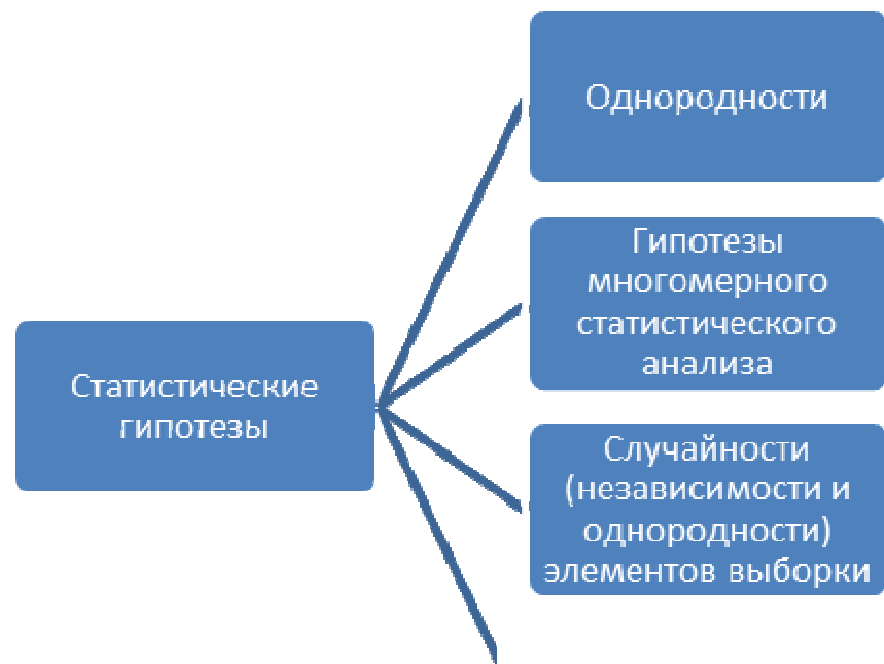 Однородности
Гипотезы
многомерного
статистического
анализа
Статистические
гипотезы
Случайности
(независимости и
однородности)
элементов выборки